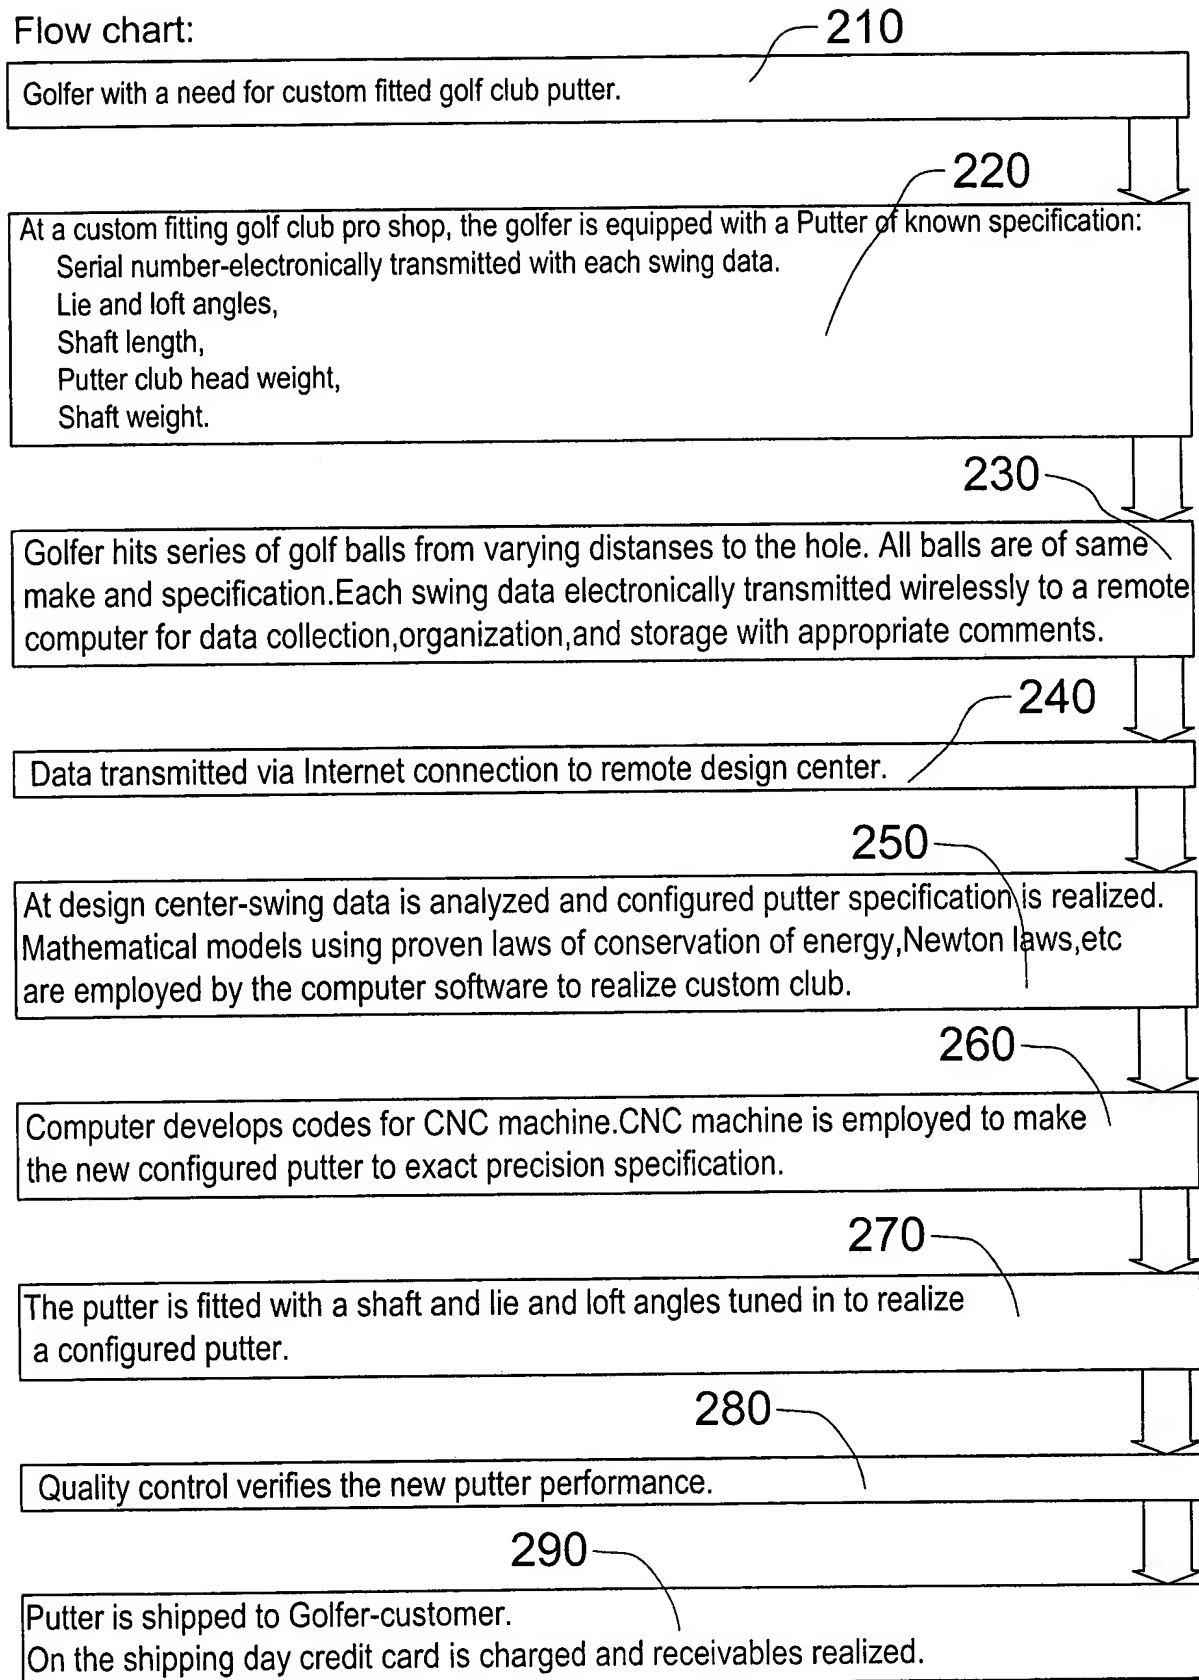 Flow chart:
210
Golfer with a need for custom fitted golf club putter.
220
At a custom fitting golf club pro shop, the golfer is equipped with a Putter of known specification:
Serial number-electronically transmitted with each swing data.
Lie and loft angles,
Shaft length,
Putter club head weight,
Shaft weight.
230
Golfer hits series of golf balls from varying distanses to the hole. All balls are of same
make and specification.Each swing data electronically transmitted wirelessly to a remote
computer for data collection,organization,and storage with appropriate comments.
240
Data transmitted via Internet connection to remote design center.
250
At design center-swing data is analyzed and configured putter specification is realized.
Mathematical models using proven laws of conservation of energy,Newton laws,etc
are employed by the computer software to realize custom club.
260
Computer develops codes for CNC machine.CNC machine is employed to make
the new configured putter to exact precision specification.
270
The putter is fitted with a shaft and lie and loft angles tuned in to realize
a configured putter.
280
Quality control verifies the new putter performance.
290
Putter is shipped to Golfer-customer.
On the shipping day credit card is charged and receivables realized.